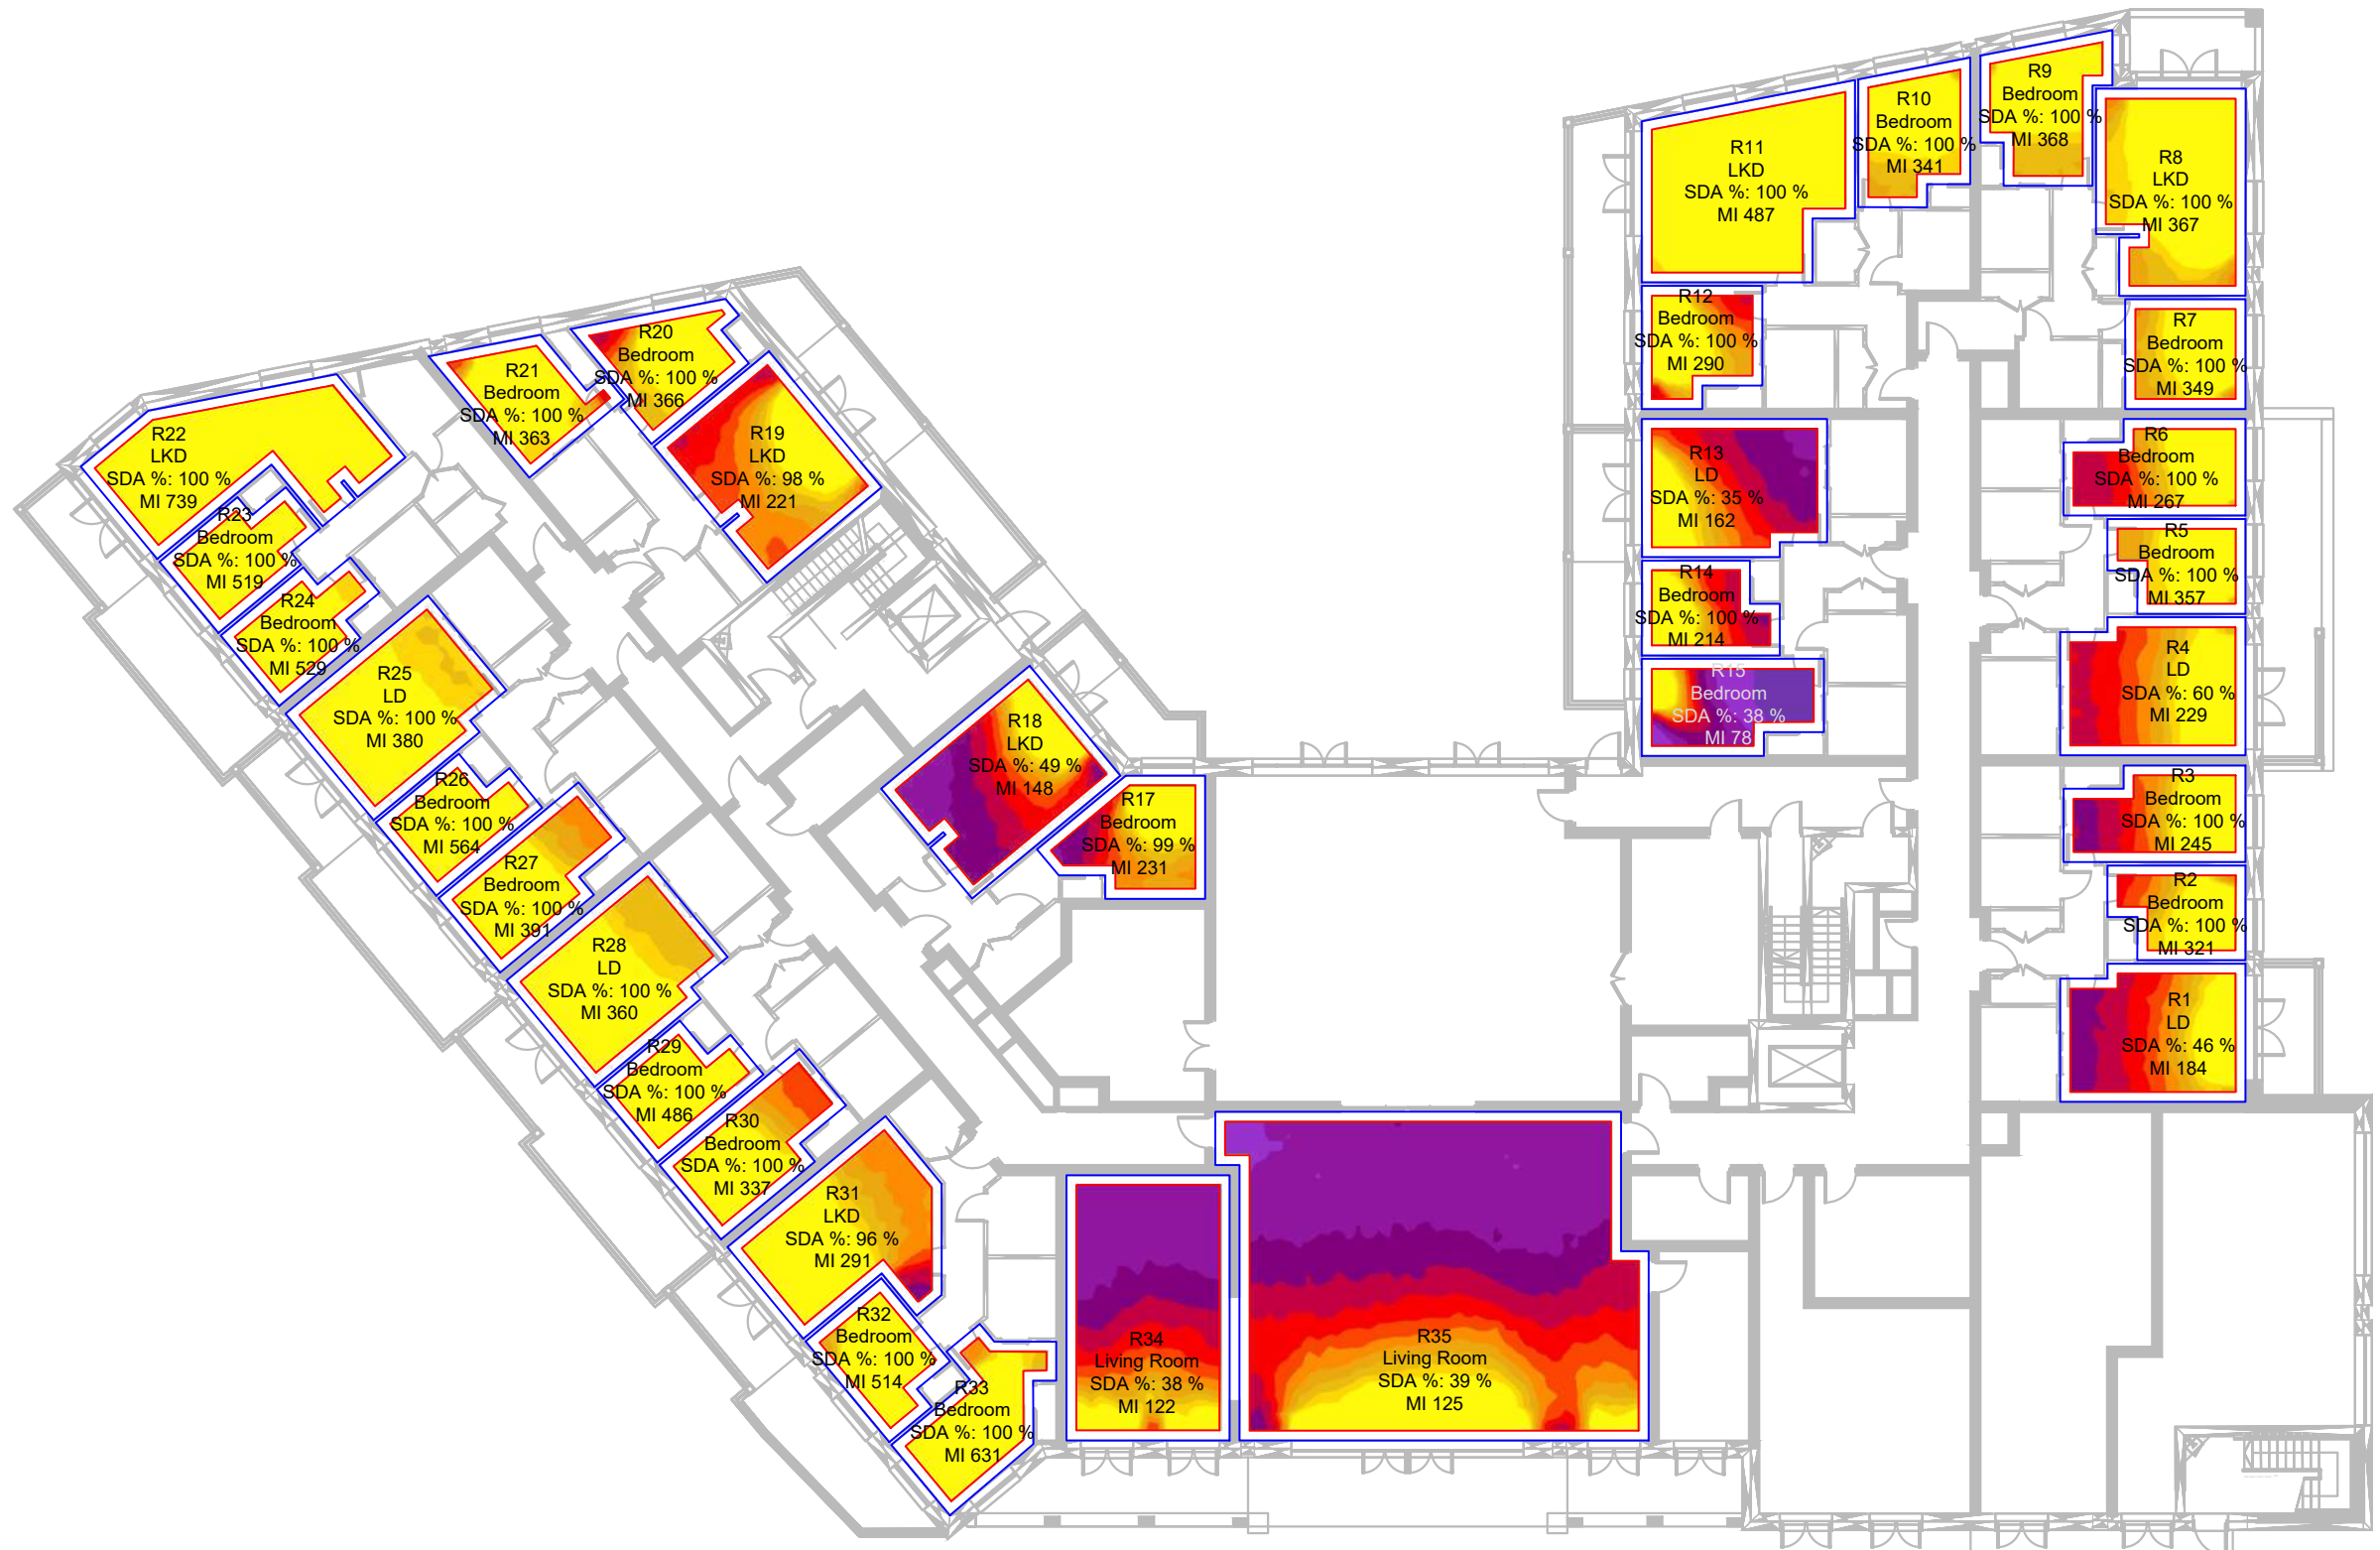 R9
Bedroom
SDA %: 100 %
MI 368
R10
Bedroom
SDA %: 100 %
MI 341
R11
LKD
SDA %: 100 %
MI 487
R8
LKD
SDA %: 100 %
MI 367
R12
Bedroom
SDA %: 100 %
MI 290
R7
Bedroom
SDA %: 100 %
MI 349
R20
Bedroom
SDA %: 100 %
MI 366
R21
Bedroom
SDA %: 100 %
MI 363
R22
LKD
SDA %: 100 %
MI 739
R19
LKD
SDA %: 98 %
MI 221
R13
LD
SDA %: 35 %
MI 162
R6
Bedroom
SDA %: 100 %
MI 267
R23
Bedroom
SDA %: 100 %
MI 519
R5
Bedroom
SDA %: 100 %
MI 357
R14
Bedroom
SDA %: 100 %
MI 214
R24
Bedroom
SDA %: 100 %
MI 529
R4
LD
SDA %: 60 %
MI 229
R15
Bedroom
SDA %: 38 %
MI 78
R25
LD
SDA %: 100 %
MI 380
R18
LKD
SDA %: 49 %
MI 148
R26
Bedroom
SDA %: 100 %
MI 564
R17
Bedroom
SDA %: 99 %
MI 231
R3
Bedroom
SDA %: 100 %
MI 245
R27
Bedroom
SDA %: 100 %
MI 391
R2
Bedroom
SDA %: 100 %
MI 321
R28
LD
SDA %: 100 %
MI 360
R1
LD
SDA %: 46 %
MI 184
R29
Bedroom
SDA %: 100 %
MI 486
R30
Bedroom
SDA %: 100 %
MI 337
R31
LKD
SDA %: 96 %
MI 291
R32
Bedroom
SDA %: 100 %
MI 514
R33
Bedroom
SDA %: 100 %
MI 631
R34
Living Room
SDA %: 38 %
MI 122
R35
Living Room
SDA %: 39 %
MI 125